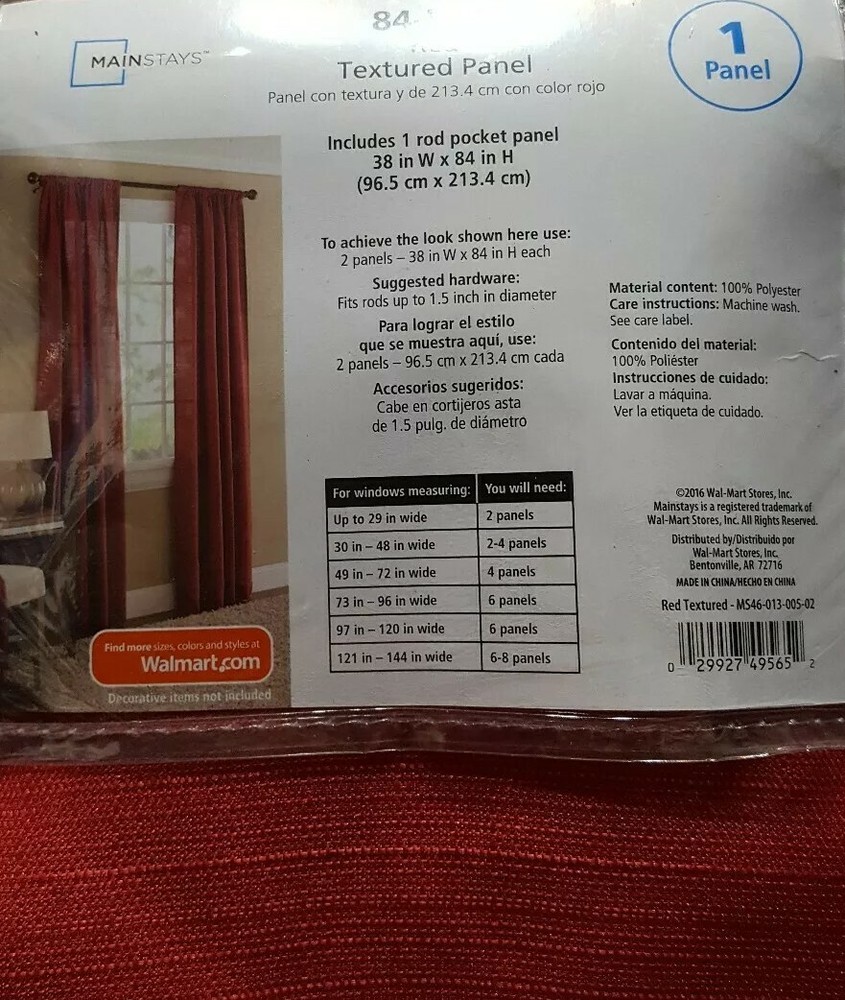 84
MAINSTAYS™
Textured Panel
Panel con textura y de 213.4 cm con color rojo
1
Panel
Includes 1 rod pocket panel
38 in W x 84 in H
(96.5 cm x 213.4 cm)
To achieve the look shown here use:
2 panels – 38 in W x 84 in H each
Suggested hardware:
Fits rods up to 1.5 inch in diameter
Para lograr el estilo
que se muestra aquí, use:
2 panels – 96.5 cm x 213.4 cm cada
Accesorios sugeridos:
Cabe en cortijeros asta
de 1.5 pulg. de diámetro
Material content: 100% Polyester
Care instructions: Machine wash.
See care label.
Contenido del material:
100% Poliéster
Instrucciones de cuidado:
Lavar a máquina.
Ver la etiqueta de cuidado.
For windows measuring: You will need:
Up to 29 in wide 2 panels
30 in – 48 in wide 2-4 panels
49 in – 72 in wide 4 panels
73 in – 96 in wide 6 panels
97 in – 120 in wide 6 panels
121 in – 144 in wide 6-8 panels
©2016 Wal-Mart Stores, Inc.
Mainstays is a registered trademark of
Wal-Mart Stores, Inc. All Rights Reserved.
Distributed by/Distribuido por
Wal-Mart Stores, Inc.
Bentonville, AR 72716
MADE IN CHINA/HECHO EN CHINA
Red Textured - MS46-013-005-02
0 29927 49565 2
Find more sizes, colors and styles at
Walmart.com
Decorative items not included